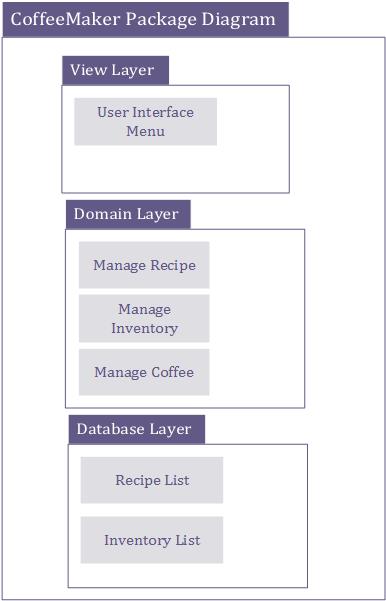 CoffeeMaker Package Diagram
View Layer
User Interface
Menu
Domain Layer
Manage Recipe
Manage
Inventory
Manage Coffee
Database Layer
Recipe List
Inventory List